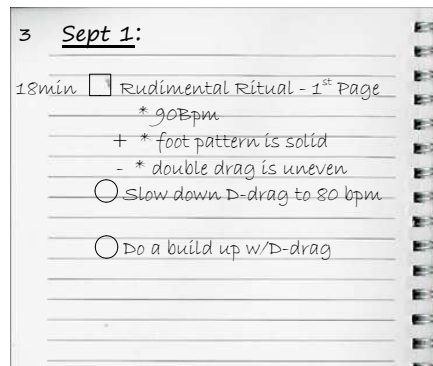 3 Sept 1:
18min Rudimental Ritual - 1st Page
* 90Bpm
+ * foot pattern is solid
- * double drag is uneven
Slow down D-drag to 80 bpm
Do a build up w/D-drag